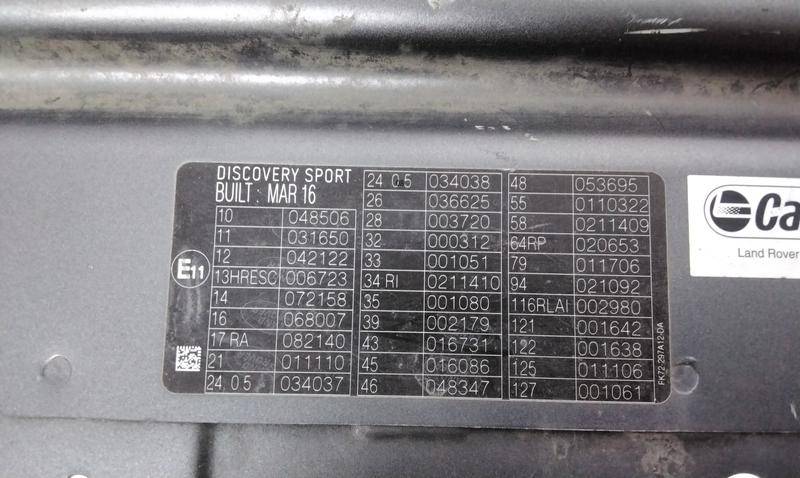 DISCOVERY SPORT
BUILT : MAR 16
10 048506
11 031650
12 042122
13HRESC 006723
14 072158
16 068007
17 RA 082140
21 011110
24 0 5 034037
24 0 5 034038
26 036625
28 003720
32 000312
33 001051
34 RI 0211410
35 001080
39 002179
43 016731
45 016086
46 048347
48 053695
55 0110322
58 0211409
64RP 020653
79 011706
94 021092
116RLAI 002980
121 001642
122 001638
125 011106
127 001061
E11
PK72-297A12-DA
Ca
Land Rover